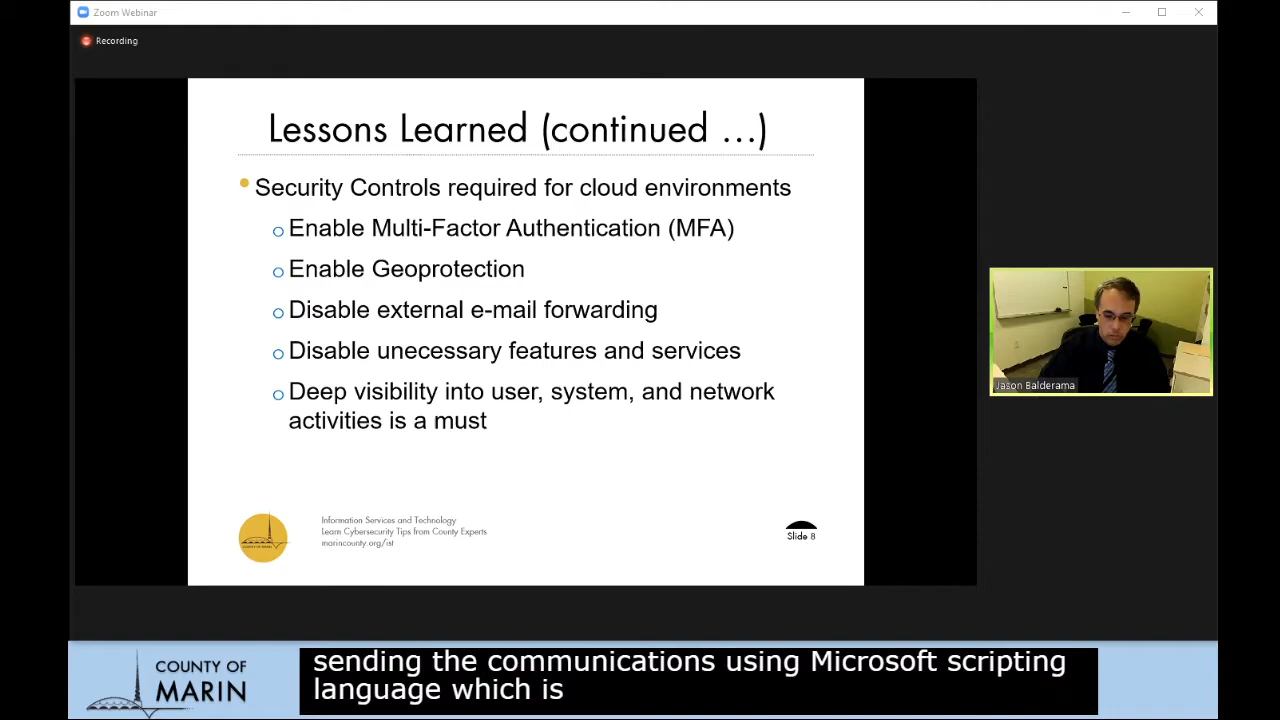 Zoom Webinar
Recording
Lessons Learned (continued ...)
Security Controls required for cloud environments
Enable Multi-Factor Authentication (MFA)
Enable Geoprotection
Disable external e-mail forwarding
Disable unecessary features and services
Deep visibility into user, system, and network
activities is a must
Information Services and Technology
Learn Cybersecurity Tips from County Experts
marincounty.org/ist
Slide 8
COUNTY OF MARIN
Jason Balderama
COUNTY OF
MARIN
sending the communications using Microsoft scripting
language which is